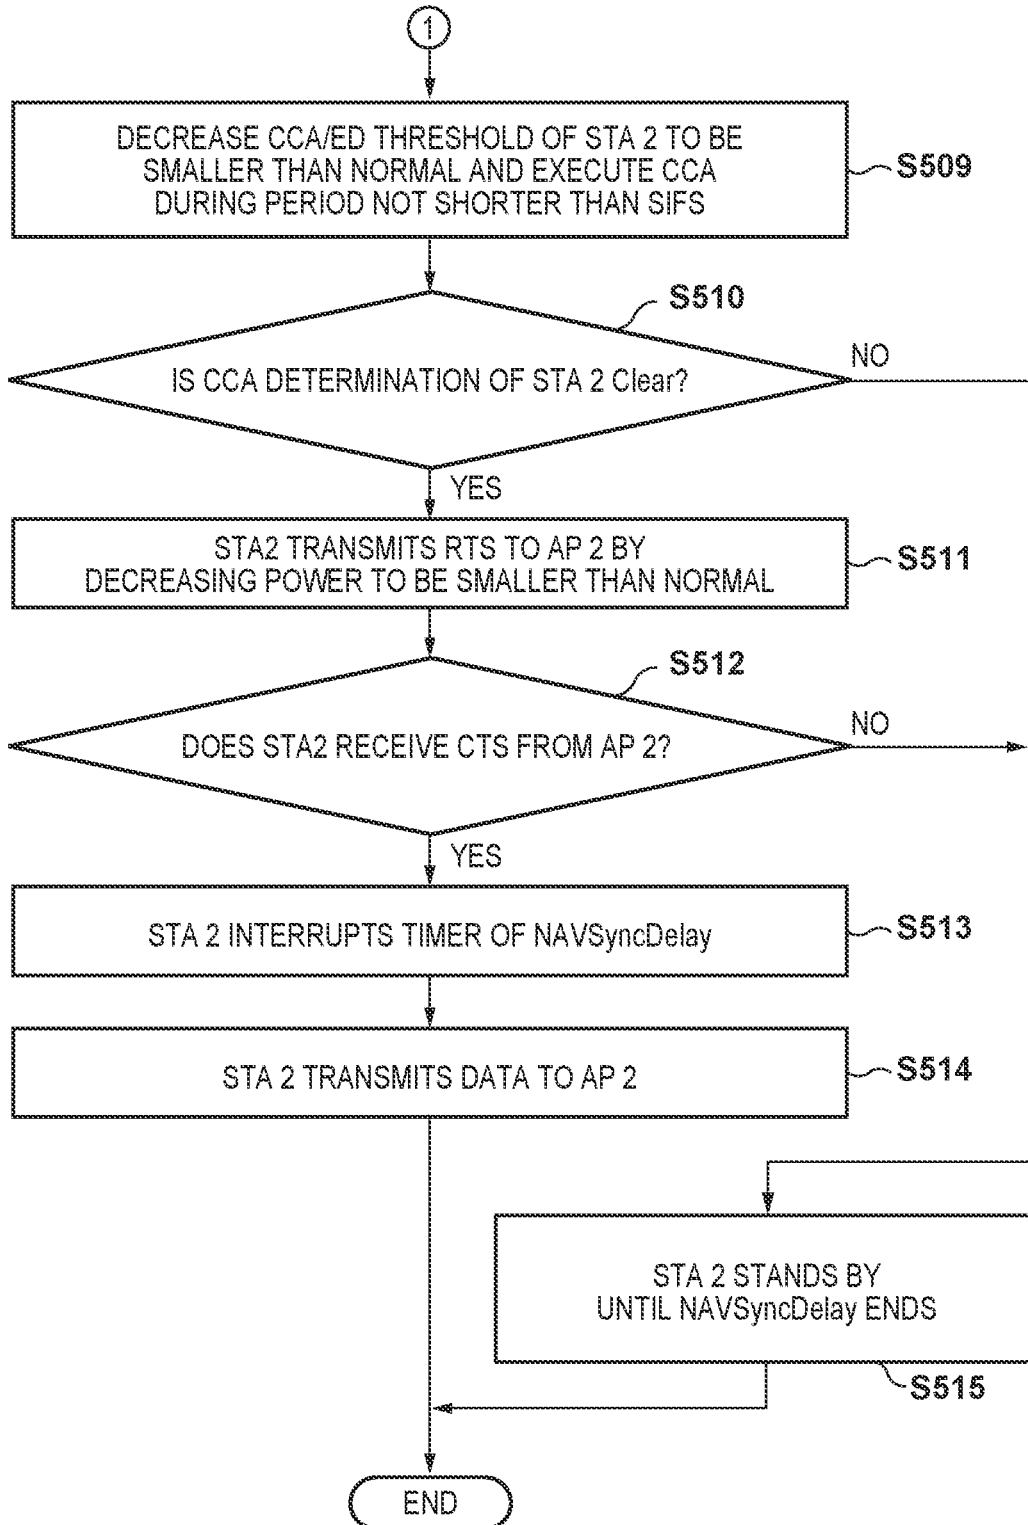 1
DECREASE CCA/ED THRESHOLD OF STA 2 TO BE
SMALLER THAN NORMAL AND EXECUTE CCA
DURING PERIOD NOT SHORTER THAN SIFS
S509
S510
IS CCA DETERMINATION OF STA 2 Clear?
NO
YES
STA2 TRANSMITS RTS TO AP 2 BY
DECREASING POWER TO BE SMALLER THAN NORMAL
S511
S512
DOES STA2 RECEIVE CTS FROM AP 2?
NO
YES
STA 2 INTERRUPTS TIMER OF NAVSyncDelay
S513
STA 2 TRANSMITS DATA TO AP 2
S514
STA 2 STANDS BY
UNTIL NAVSyncDelay ENDS
S515
END